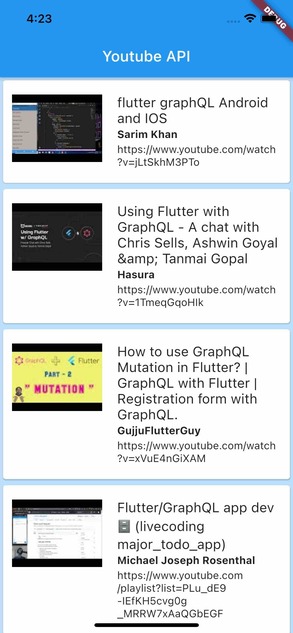 4:23
DEBUG
Youtube API
flutter graphQL Android
and IOS
Sarim Khan
https://www.youtube.com/watch
?v=jLtSkhM3PTo
Using Flutter
w/ GraphQL
Using Flutter with
GraphQL - A chat with
Chris Sells, Ashwin Goyal
&amp; Tanmai Gopal
Hasura
https://www.youtube.com/watch
?v=1TmeqGqoHIk
GraphQL
Flutter
PART - 2
"MUTATION"
How to use GraphQL
Mutation in Flutter? |
GraphQL with Flutter |
Registration form with
GraphQL.
GujjuFlutterGuy
https://www.youtube.com/watch
?v=xVuE4nGiXAM
Flutter/GraphQL app dev
🗄 (livecoding
major_todo_app)
Michael Joseph Rosenthal
https://www.youtube.com
/playlist?list=PLu_dE9
-IEfKH5cvg0g
_MRRW7xAaQGbEGF